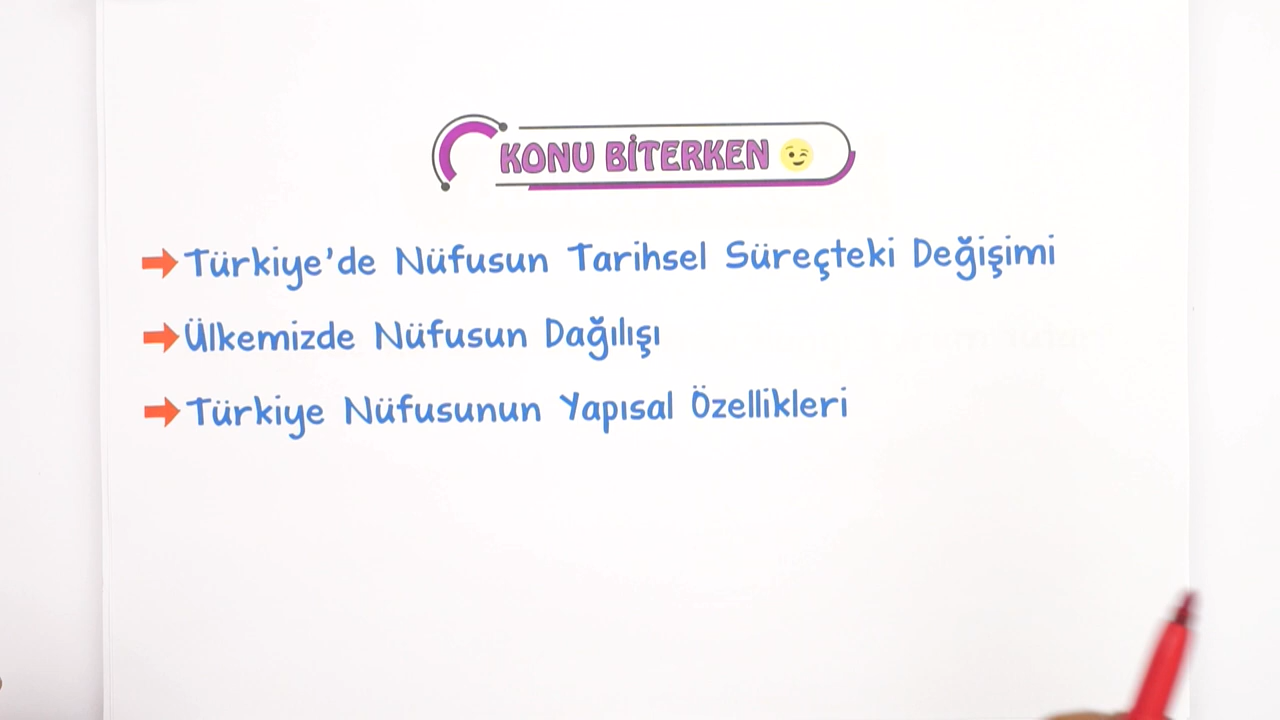 KONU BİTERKEN
Türkiye'de Nüfusun Tarihsel Süreçteki Değişimi
Ülkemizde Nüfusun Dağılışı
Türkiye Nüfusunun Yapısal Özellikleri